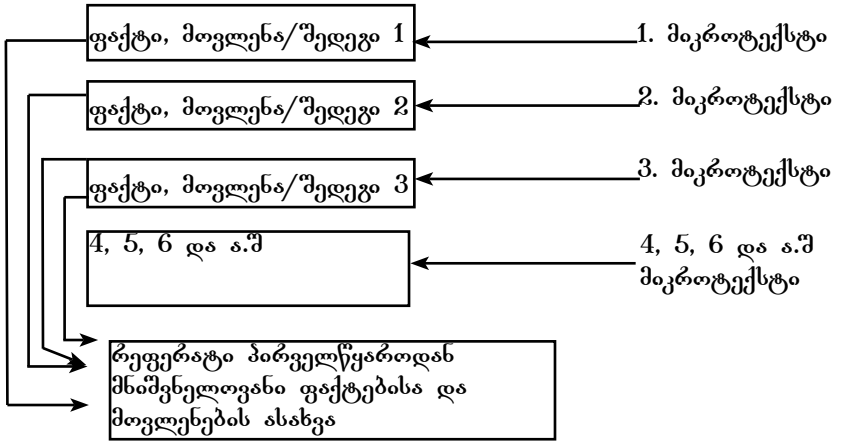 ფაქტი, მოვლენა/შედეგი 1
1. მიკროტექსტი
ფაქტი, მოვლენა/შედეგი 2
2. მიკროტექსტი
ფაქტი, მოვლენა/შედეგი 3
3. მიკროტექსტი
4, 5, 6 და ა.შ
4, 5, 6 და ა.შ
მიკროტექსტი
რეფერატი პირველწყაროდან
მნიშვნელოვანი ფაქტებისა და
მოვლენების ასახვა